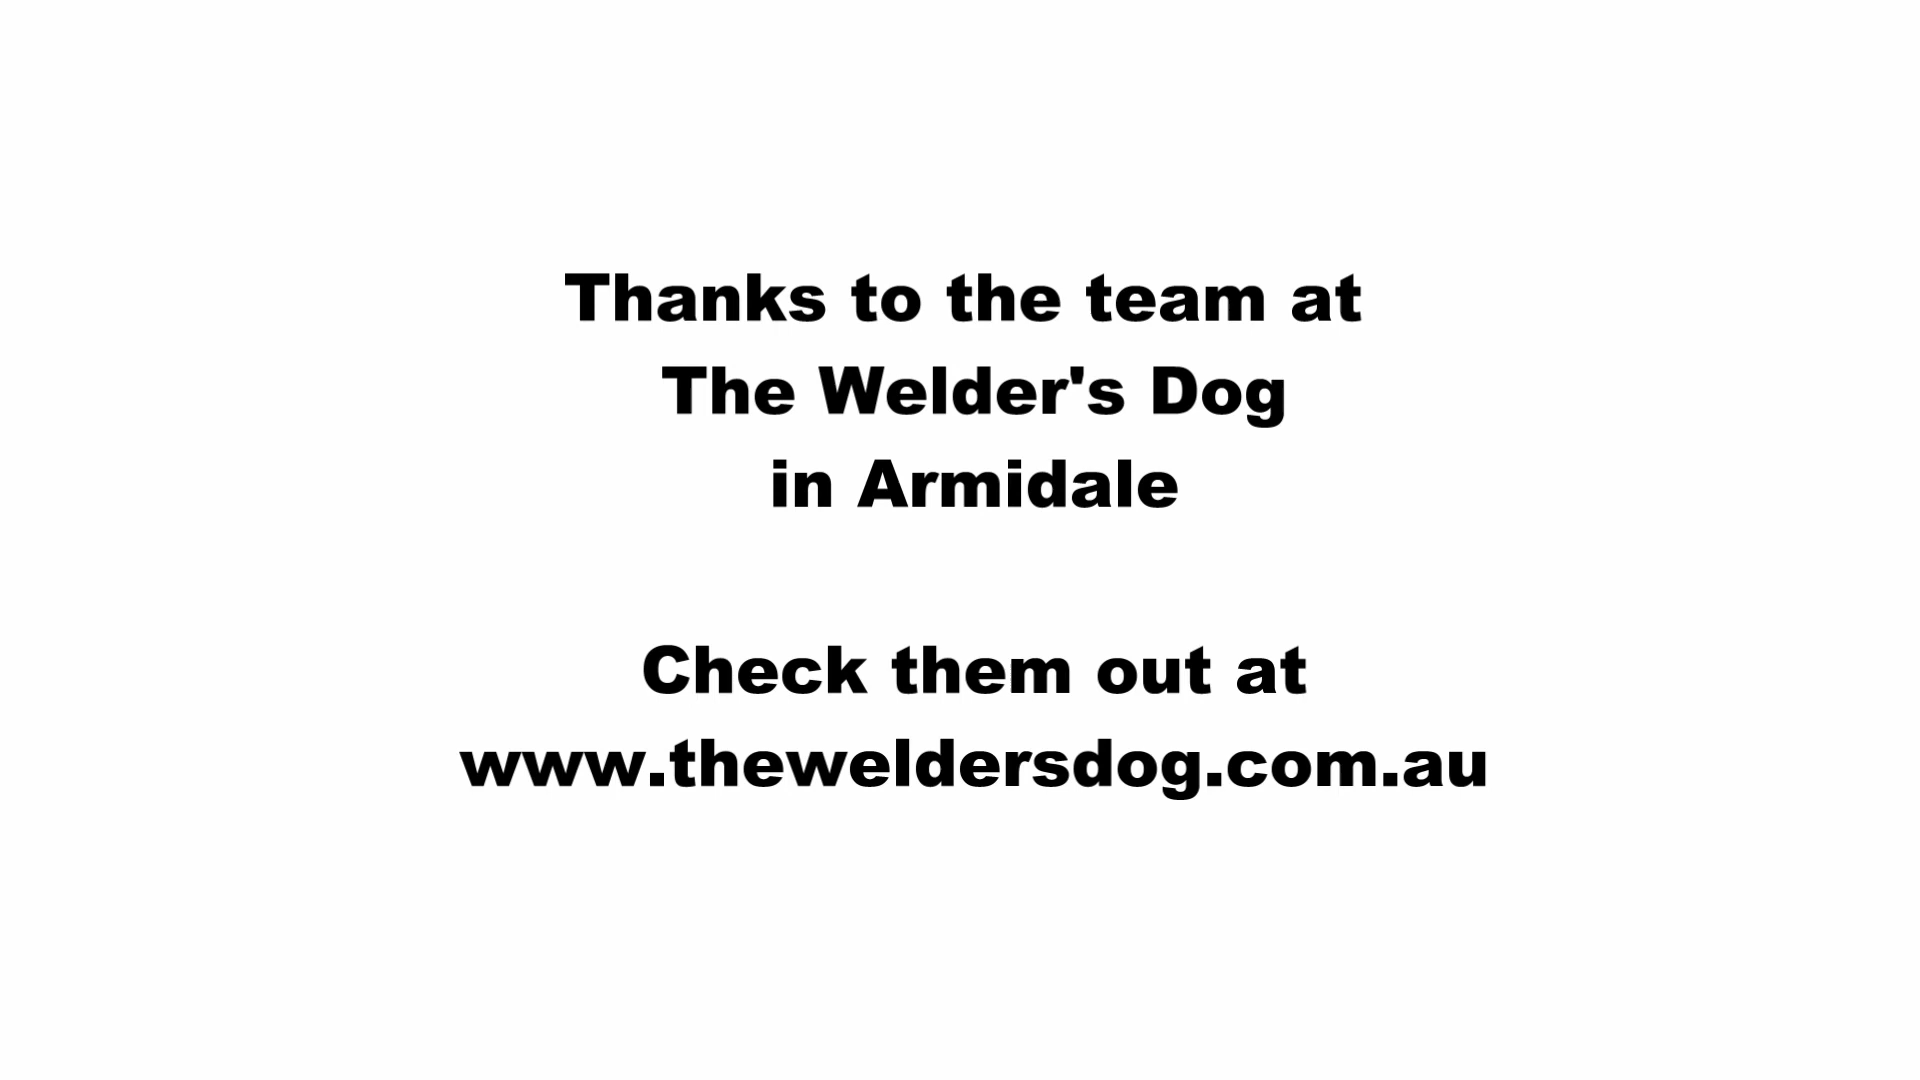 Thanks to the team at
The Welder's Dog
in Armidale
Check them out at
www.theweldersdog.com.au